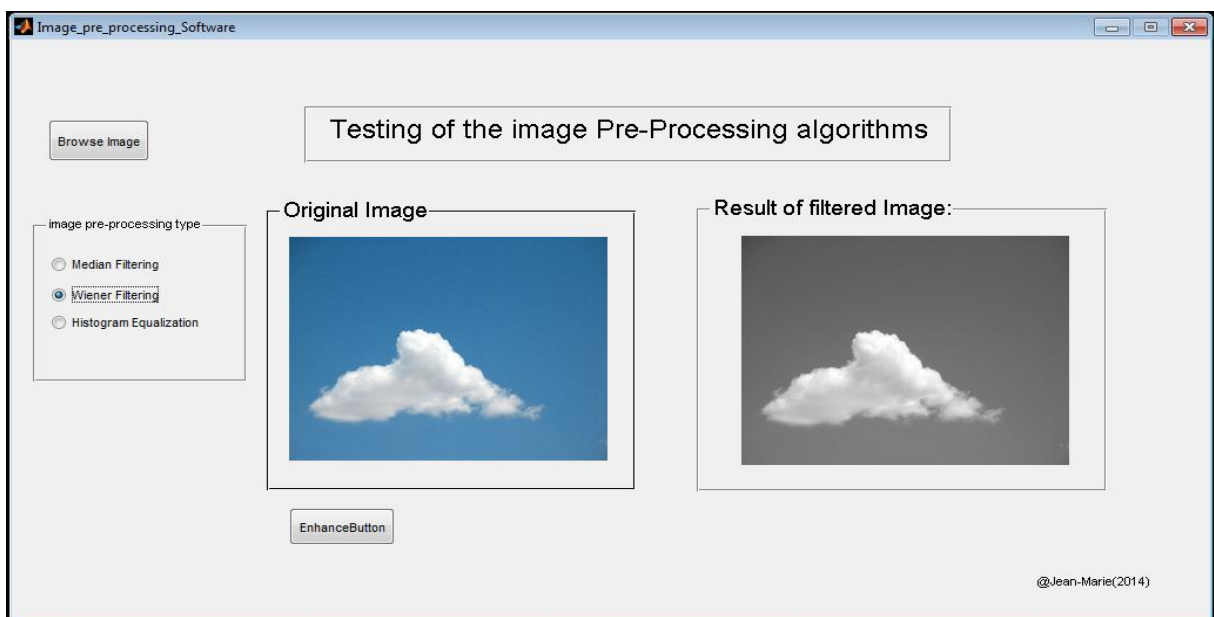 Image_pre_processing_Software
Browse Image
Testing of the image Pre-Processing algorithms
image pre-processing type
Median Filtering
Wiener Filtering
Histogram Equalization
Original Image
Result of filtered Image:
EnhanceButton
@Jean-Marie(2014)